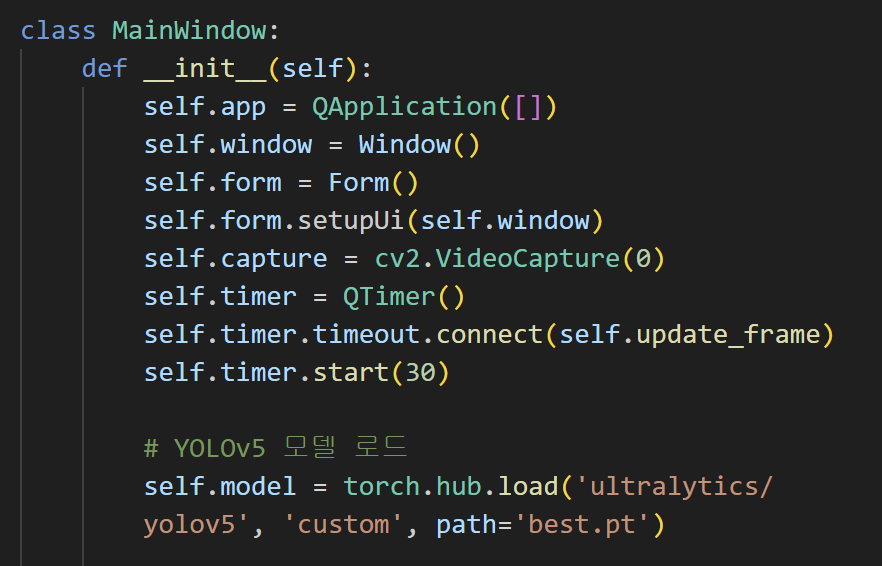 class MainWindow:
    def __init__(self):
        self.app = QApplication([])
        self.window = Window()
        self.form = Form()
        self.form.setupUi(self.window)
        self.capture = cv2.VideoCapture(0)
        self.timer = QTimer()
        self.timer.timeout.connect(self.update_frame)
        self.timer.start(30)

        # YOLOv5 모델 로드
        self.model = torch.hub.load('ultralytics/
        yolov5', 'custom', path='best.pt')